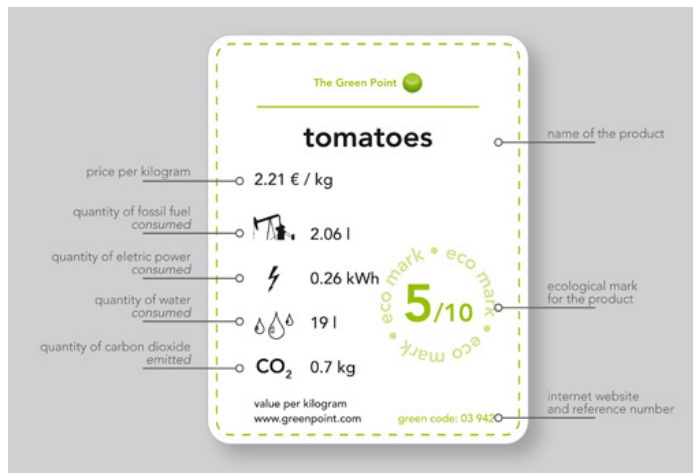 The Green Point
tomatoes
name of the product
price per kilogram
2.21 € / kg
quantity of fossil fuel
consumed
2.06 l
quantity of eletric power
consumed
0.26 kWh
quantity of water
consumed
19 l
quantity of carbon dioxide
emitted
CO₂ 0.7 kg
eco mark • eco mark • eco mark •
5/10
ecological mark
for the product
value per kilogram
www.greenpoint.com
green code: 03 942
internet website
and reference number